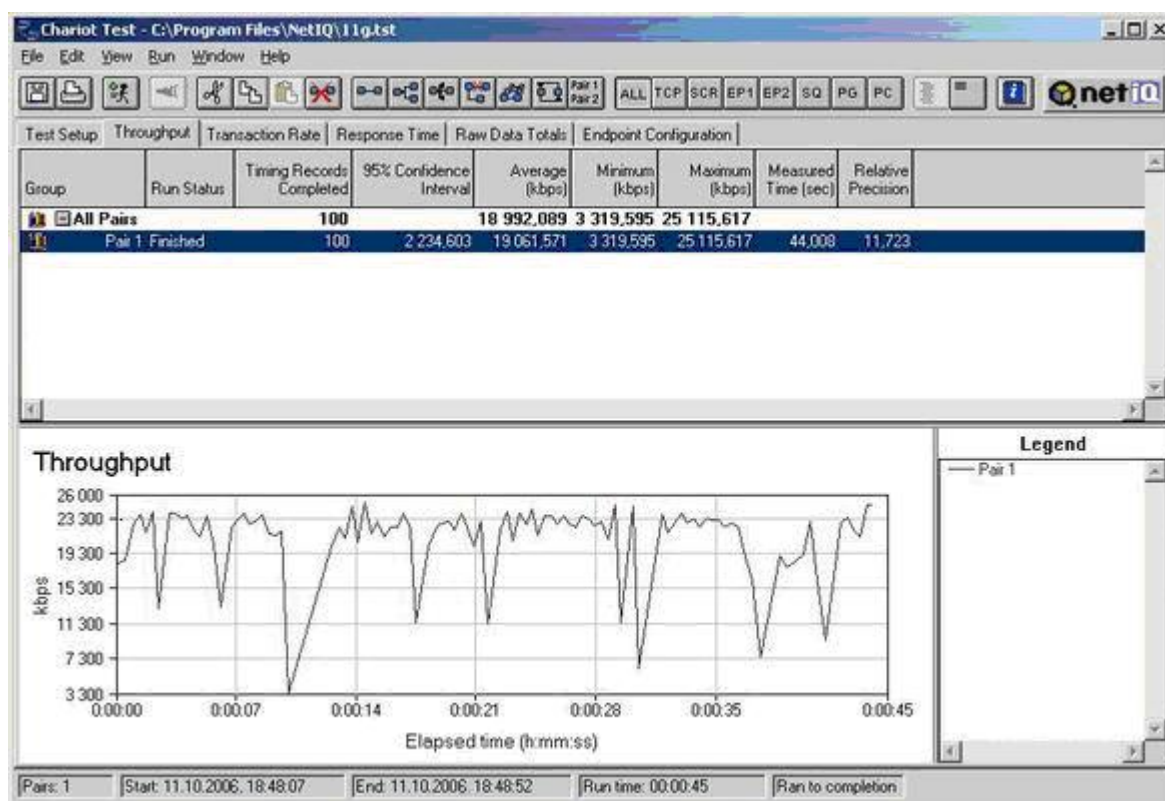 Chariot Test - C:\Program Files\NetIQ\11g.tst
File Edit View Run Window Help
Pair 1 Pair 2 ALL TCP SCR EP1 EP2 SQ PG PC netIQ
Test Setup Throughput Transaction Rate Response Time Raw Data Totals Endpoint Configuration
Group Run Status Timing Records Completed 95% Confidence Interval Average (kbps) Minimum (kbps) Maximum (kbps) Measured Time (sec) Relative Precision
All Pairs 100 18 992,089 3 319,595 25 115,617
Pair 1 Finished 100 2 234,603 19 061,571 3 319,595 25 115,617 44,008 11,723
Throughput
26 000
23 300
19 300
15 300
11 300
7 300
3 300
kbps
0:00:00 0:00:07 0:00:14 0:00:21 0:00:28 0:00:35 0:00:45
Elapsed time (h:mm:ss)
Legend
Pair 1
Pairs: 1 Start: 11.10.2006, 18:48:07 End: 11.10.2006, 18:48:52 Run time: 00:00:45 Ran to completion